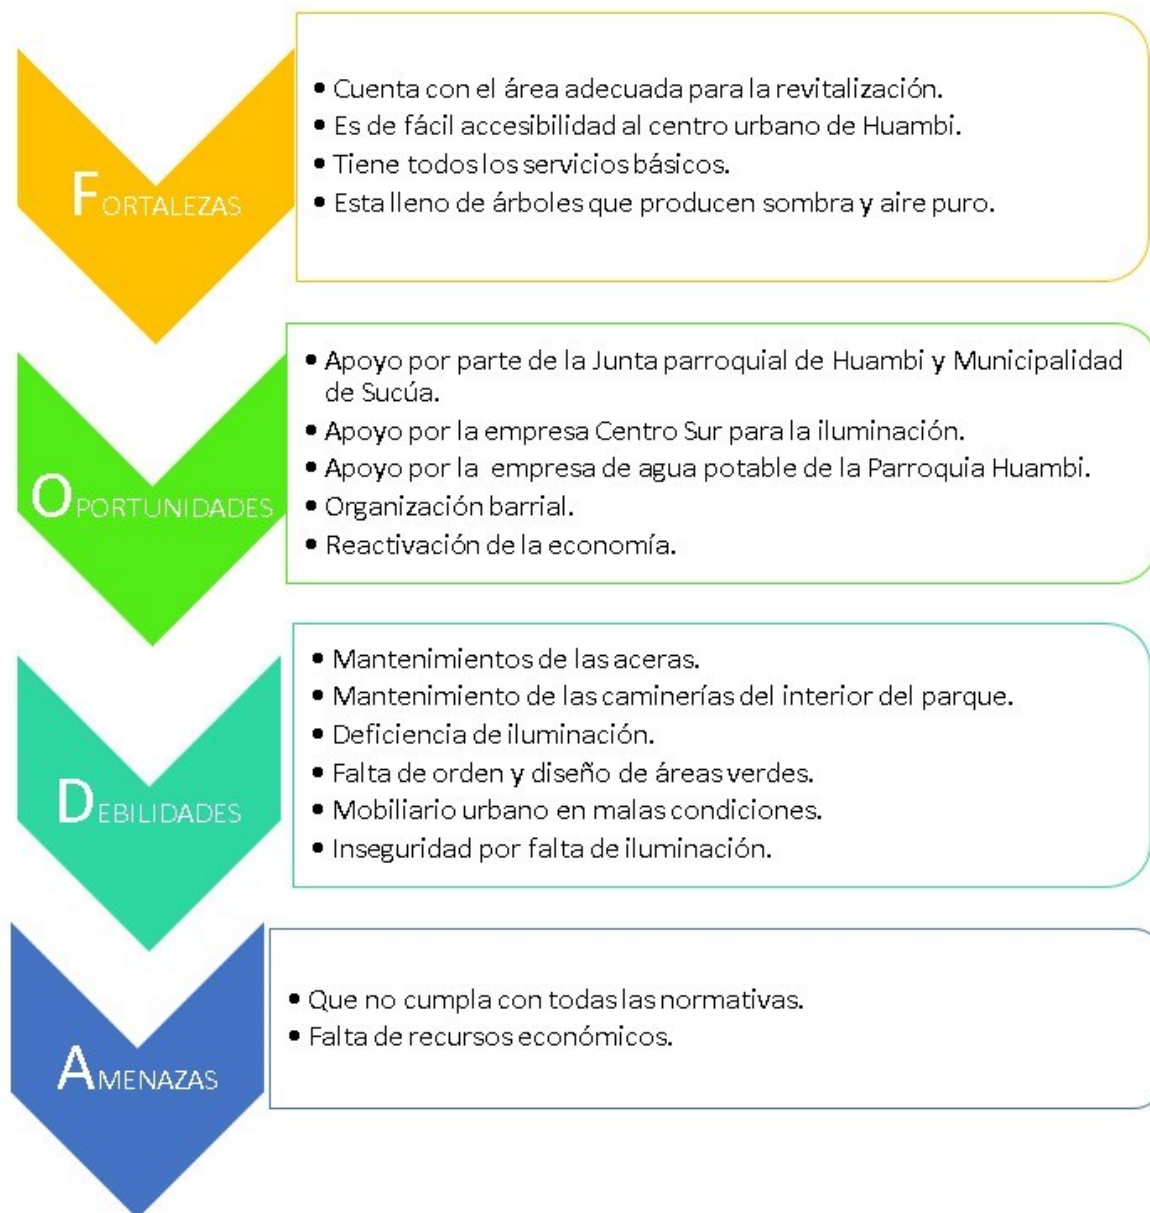 FORTALEZAS
• Cuenta con el área adecuada para la revitalización.
• Es de fácil accesibilidad al centro urbano de Huambi.
• Tiene todos los servicios básicos.
• Esta lleno de árboles que producen sombra y aire puro.
OPORTUNIDADES
• Apoyo por parte de la Junta parroquial de Huambi y Municipalidad
de Sucúa.
• Apoyo por la empresa Centro Sur para la iluminación.
• Apoyo por la empresa de agua potable de la Parroquia Huambi.
• Organización barrial.
• Reactivación de la economía.
DEBILIDADES
• Mantenimientos de las aceras.
• Mantenimiento de las caminerías del interior del parque.
• Deficiencia de iluminación.
• Falta de orden y diseño de áreas verdes.
• Mobiliario urbano en malas condiciones.
• Inseguridad por falta de iluminación.
AMENAZAS
• Que no cumpla con todas las normativas.
• Falta de recursos económicos.